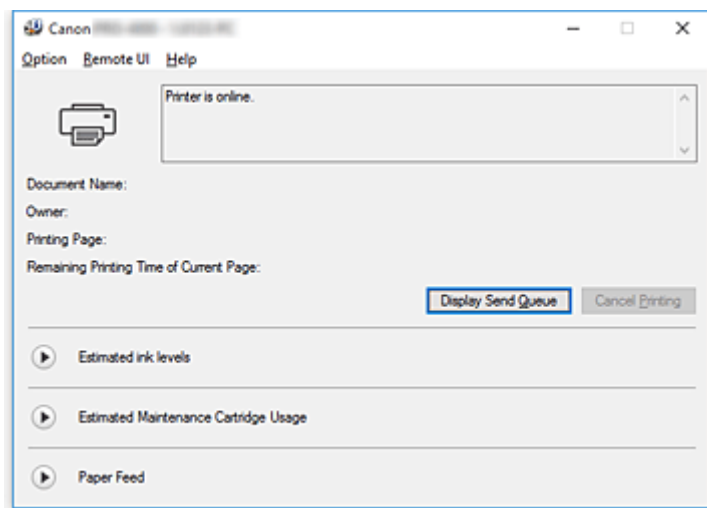 Canon
Option Remote UI Help
Printer is online.
Document Name:
Owner:
Printing Page:
Remaining Printing Time of Current Page:
Display Send Queue Cancel Printing
Estimated ink levels
Estimated Maintenance Cartridge Usage
Paper Feed